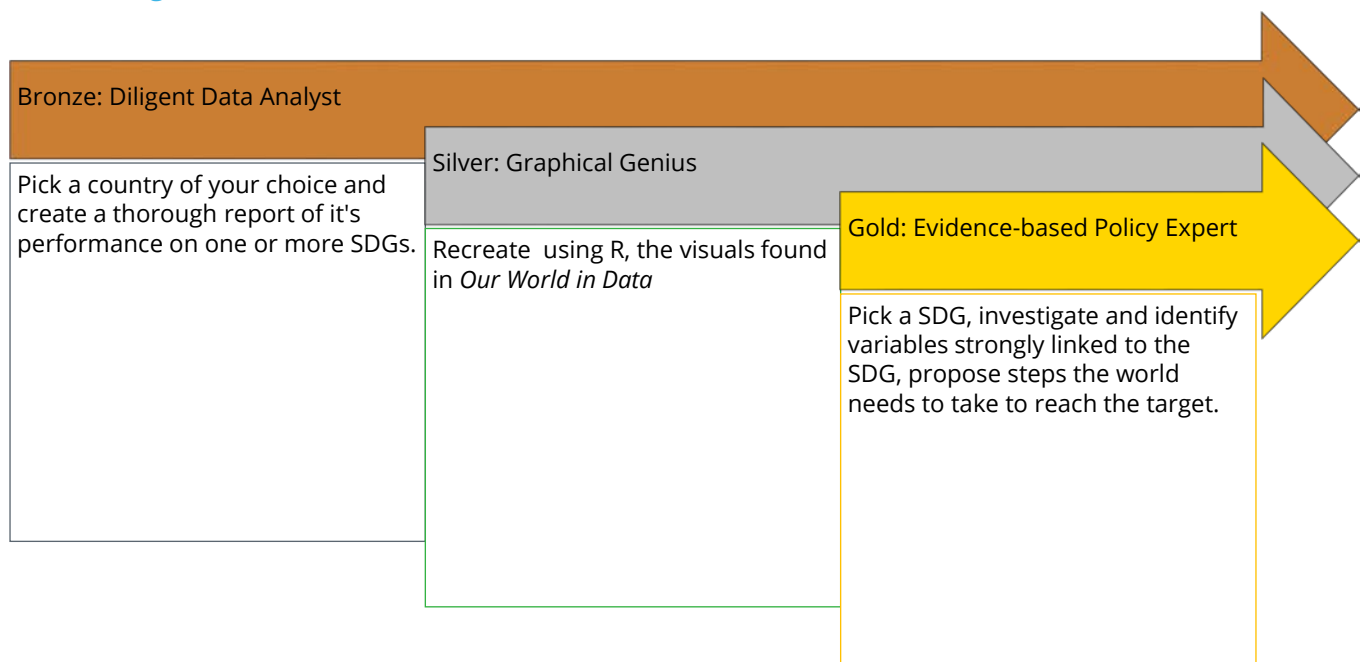 Bronze: Diligent Data Analyst
Pick a country of your choice and
create a thorough report of it's
performance on one or more SDGs.
Silver: Graphical Genius
Recreate  using R, the visuals found
in Our World in Data
Gold: Evidence-based Policy Expert
Pick a SDG, investigate and identify
variables strongly linked to the
SDG, propose steps the world
needs to take to reach the target.